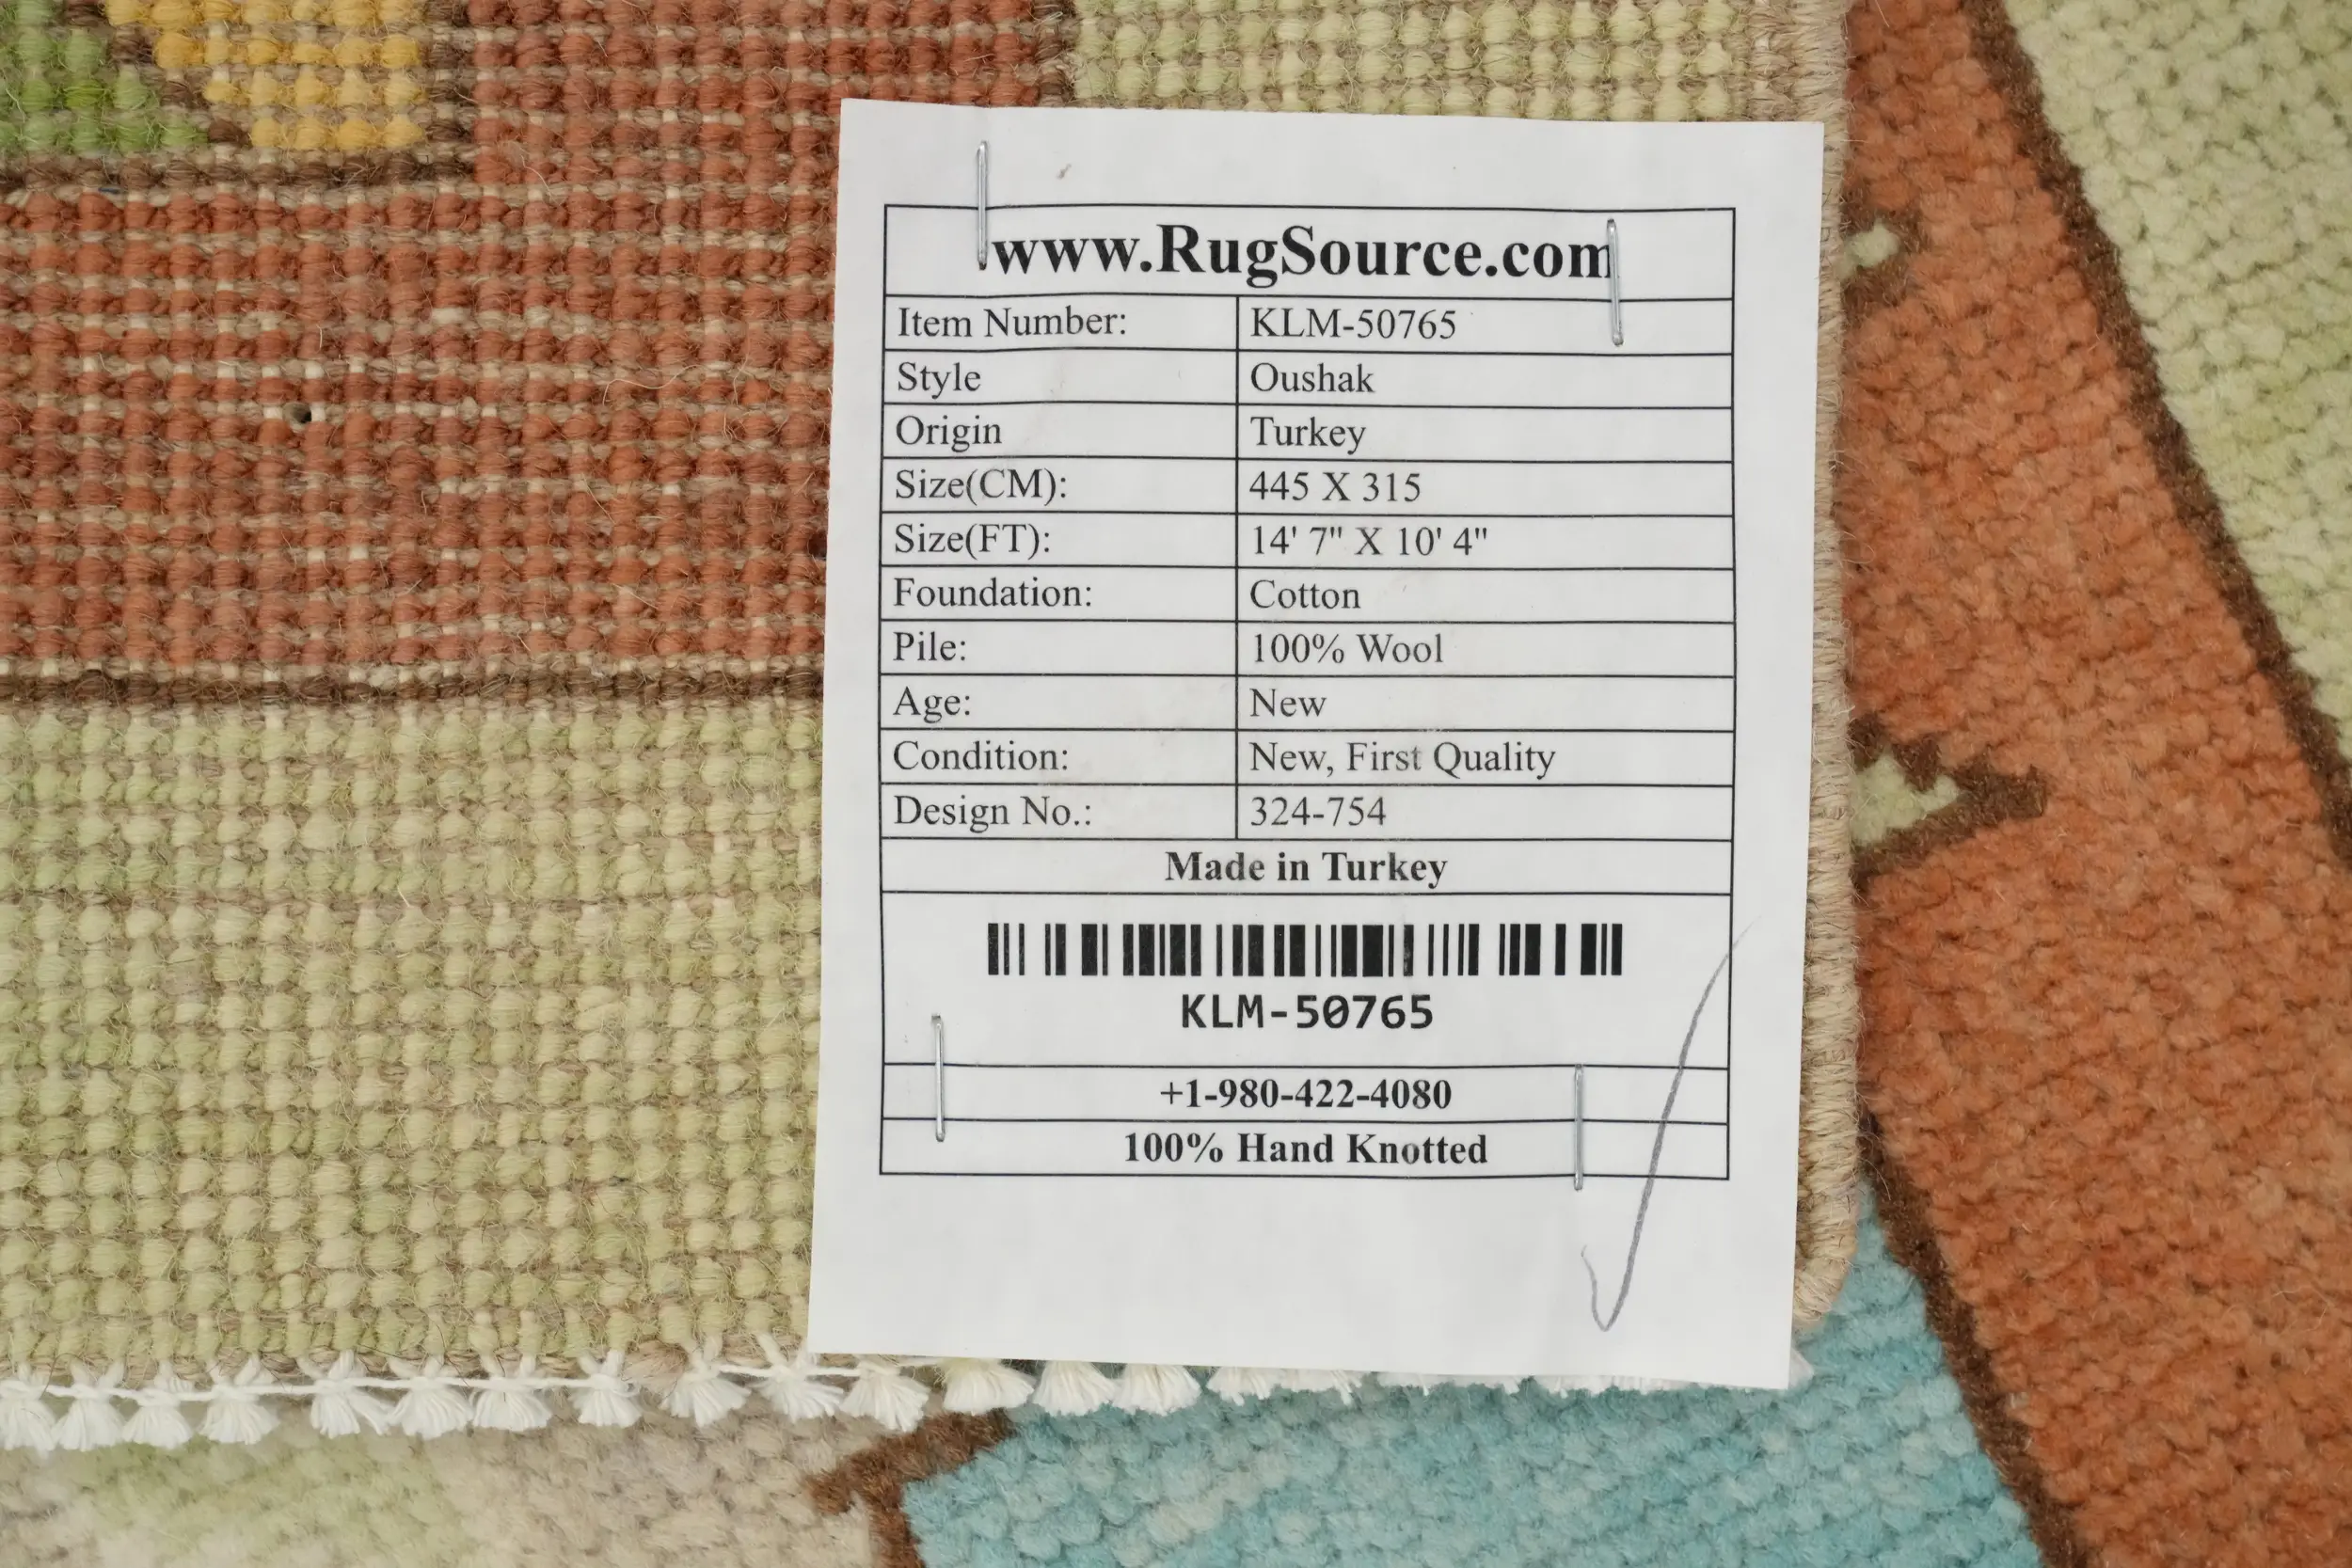 www.RugSource.com
Item Number: KLM-50765
Style Oushak
Origin Turkey
Size(CM): 445 X 315
Size(FT): 14' 7" X 10' 4"
Foundation: Cotton
Pile: 100% Wool
Age: New
Condition: New, First Quality
Design No.: 324-754
Made in Turkey
KLM-50765
+1-980-422-4080
100% Hand Knotted